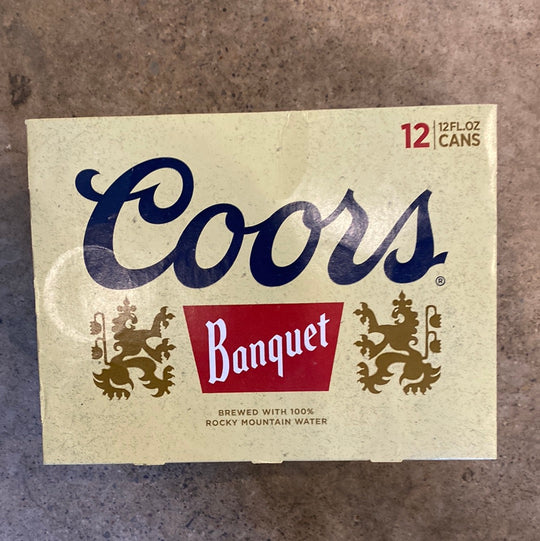 12 12 FL.OZ
CANS
Coors®
Banquet
BREWED WITH 100%
ROCKY MOUNTAIN WATER